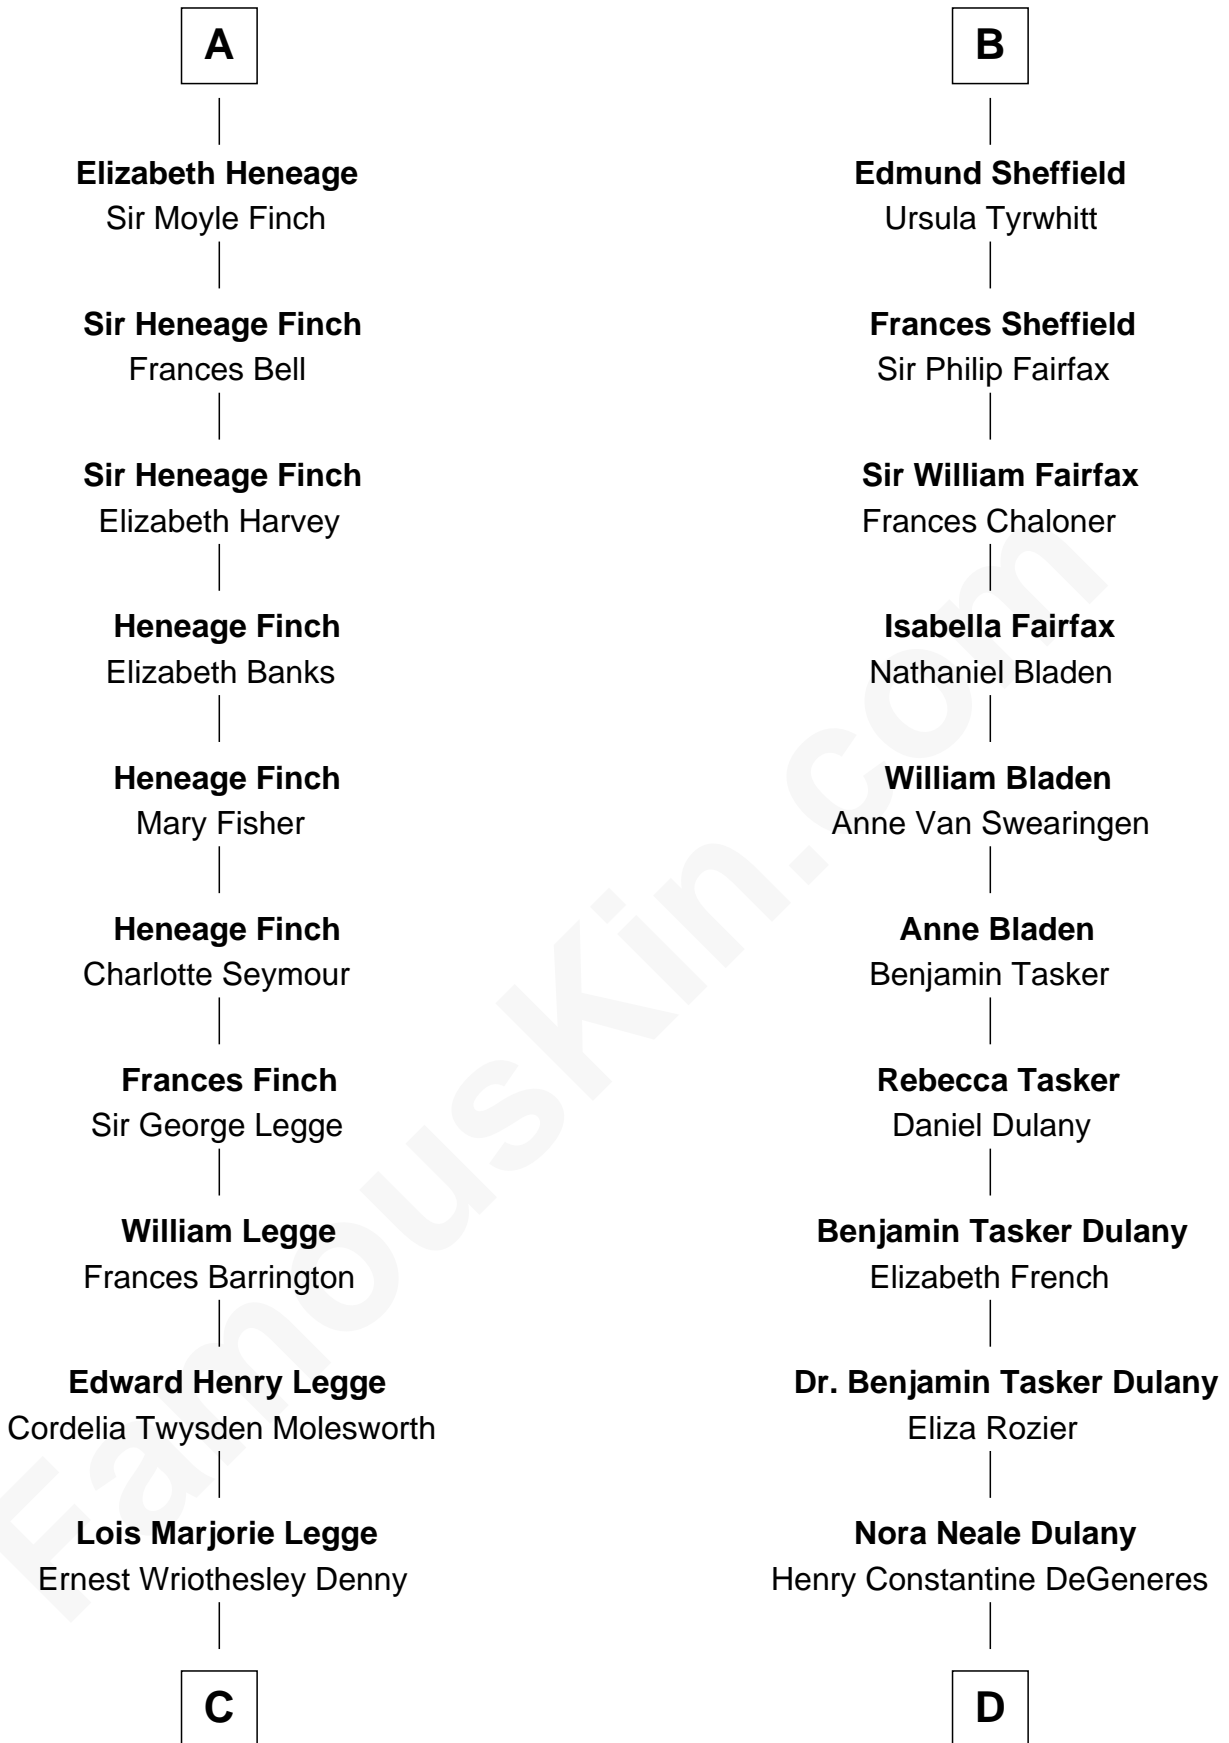 A
Elizabeth Heneage
Sir Moyle Finch
Sir Heneage Finch
Frances Bell
Sir Heneage Finch
Elizabeth Harvey
Heneage Finch
Elizabeth Banks
Heneage Finch
Mary Fisher
Heneage Finch
Charlotte Seymour
Frances Finch
Sir George Legge
William Legge
Frances Barrington
Edward Henry Legge
Cordelia Twysden Molesworth
Lois Marjorie Legge
Ernest Wriothesley Denny
C
B
Edmund Sheffield
Ursula Tyrwhitt
Frances Sheffield
Sir Philip Fairfax
Sir William Fairfax
Frances Chaloner
Isabella Fairfax
Nathaniel Bladen
William Bladen
Anne Van Swearingen
Anne Bladen
Benjamin Tasker
Rebecca Tasker
Daniel Dulany
Benjamin Tasker Dulany
Elizabeth French
Dr. Benjamin Tasker Dulany
Eliza Rozier
Nora Neale Dulany
Henry Constantine DeGeneres
D
FamousKin.com